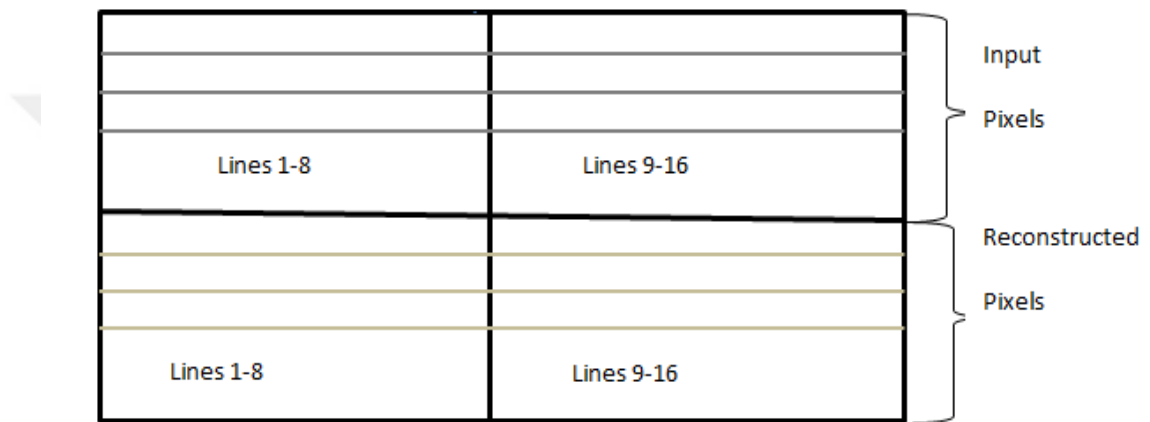 Input
Pixels
Lines 1-8
Lines 9-16
Reconstructed
Pixels
Lines 1-8
Lines 9-16